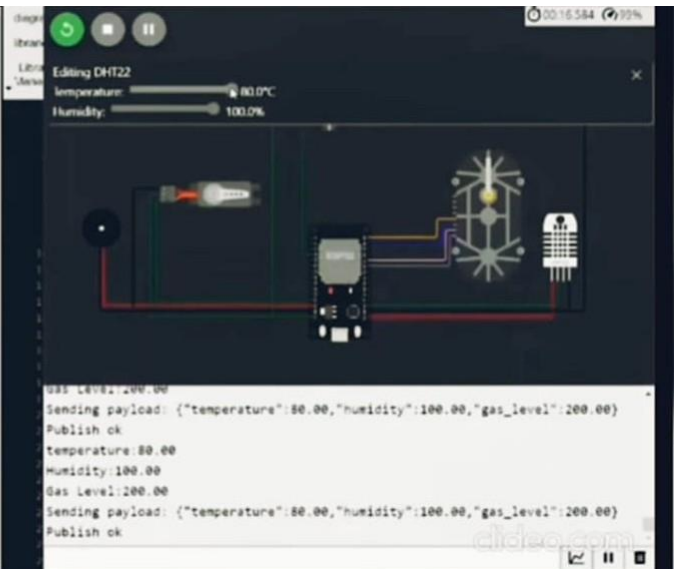 00:16.584 99%
Editing DHT22
Temperature: 80.0°C
Humidity: 100.0%
Gas Level:200.00
Sending payload: {"temperature":80.00,"humidity":100.00,"gas_level":200.00}
Publish ok
temperature:80.00
Humidity:100.00
Gas Level:200.00
Sending payload: {"temperature":80.00,"humidity":100.00,"gas_level":200.00}
Publish ok
clideo.com